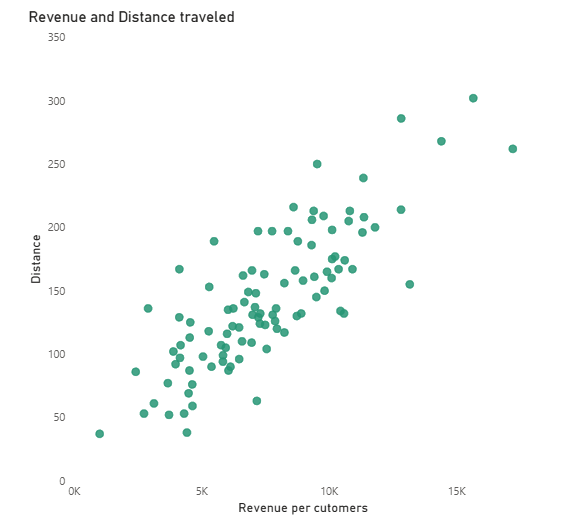 Revenue and Distance traveled
350
300
250
200
150
100
50
0
0K 5K 10K 15K
Distance
Revenue per cutomers